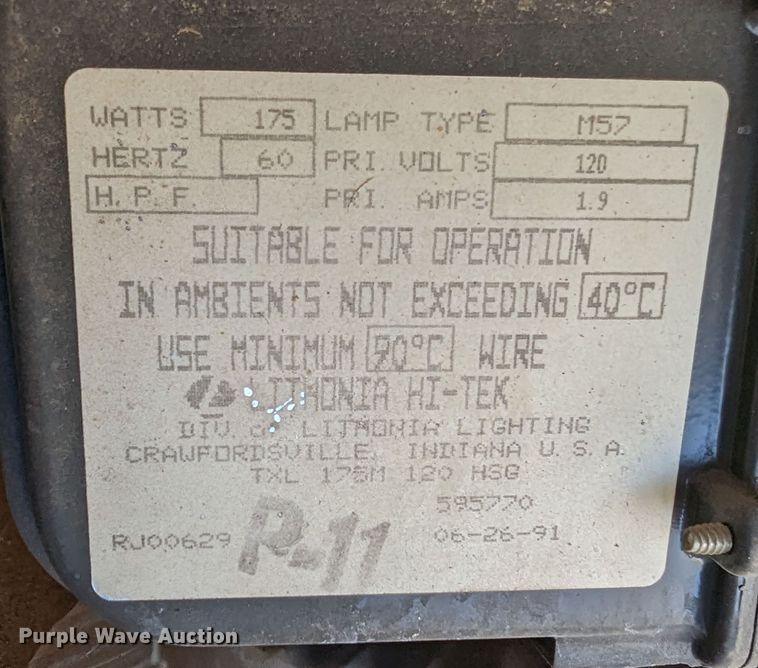 WATTS 175 LAMP TYPE M57
HERTZ 60 PRI. VOLTS 120
H. P. F. PRI. AMPS 1.9
SUITABLE FOR OPERATION
IN AMBIENTS NOT EXCEEDING 40°C
USE MINIMUM 90°C WIRE
LITHONIA HI-TEK
DIV. OF LITHONIA LIGHTING
CRAWFORDSVILLE, INDIANA U. S. A.
TXL 175M 120 HSG
595770
RJ00629 P-11 06-26-91
Purple Wave Auction